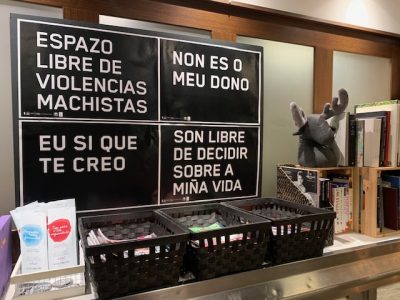 ESPAZO
LIBRE DE
VIOLENCIAS
MACHISTAS
NON ES O
MEU DONO
EU SI QUE
TE CREO
SON LIBRE
DE DECIDIR
SOBRE A
MIÑA VIDA